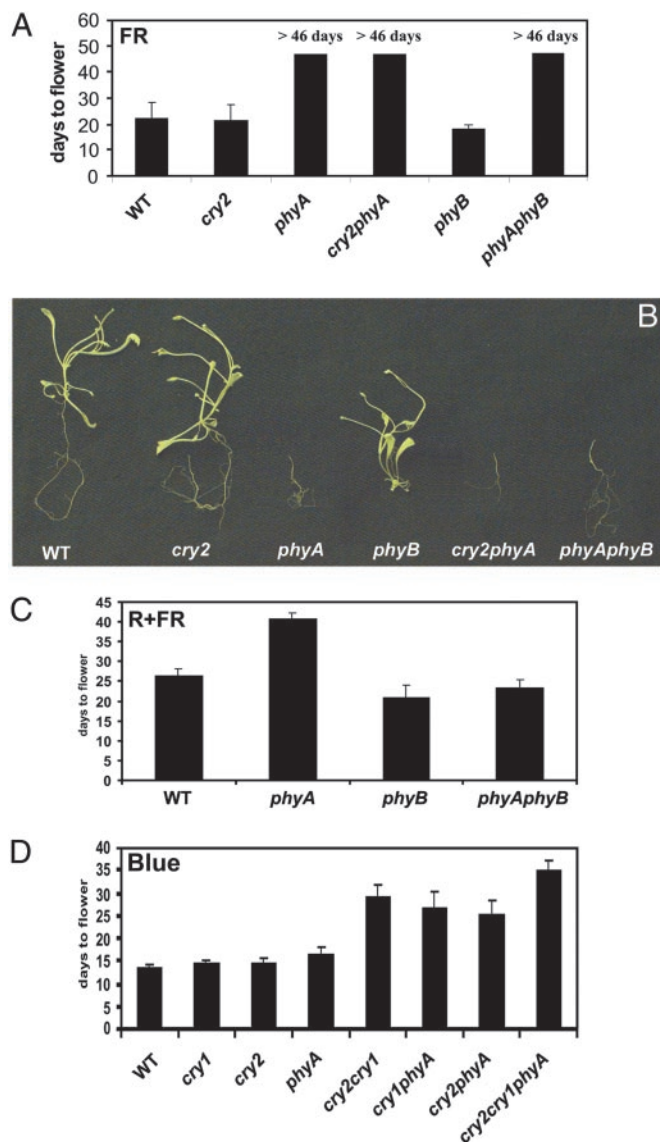 A
FR
> 46 days > 46 days > 46 days
days to flower
60
50
40
30
20
10
0
WT cry2 phyA cry2phyA phyB phyAphyB
B
WT cry2 phyA phyB cry2phyA phyAphyB
C
R+FR
days to flower
45
40
35
30
25
20
15
10
5
0
WT phyA phyB phyAphyB
D
Blue
days to flower
40
35
30
25
20
15
10
5
0
WT cry1 cry2 phyA cry2cry1 cry1phyA cry2phyA cry2cry1phyA